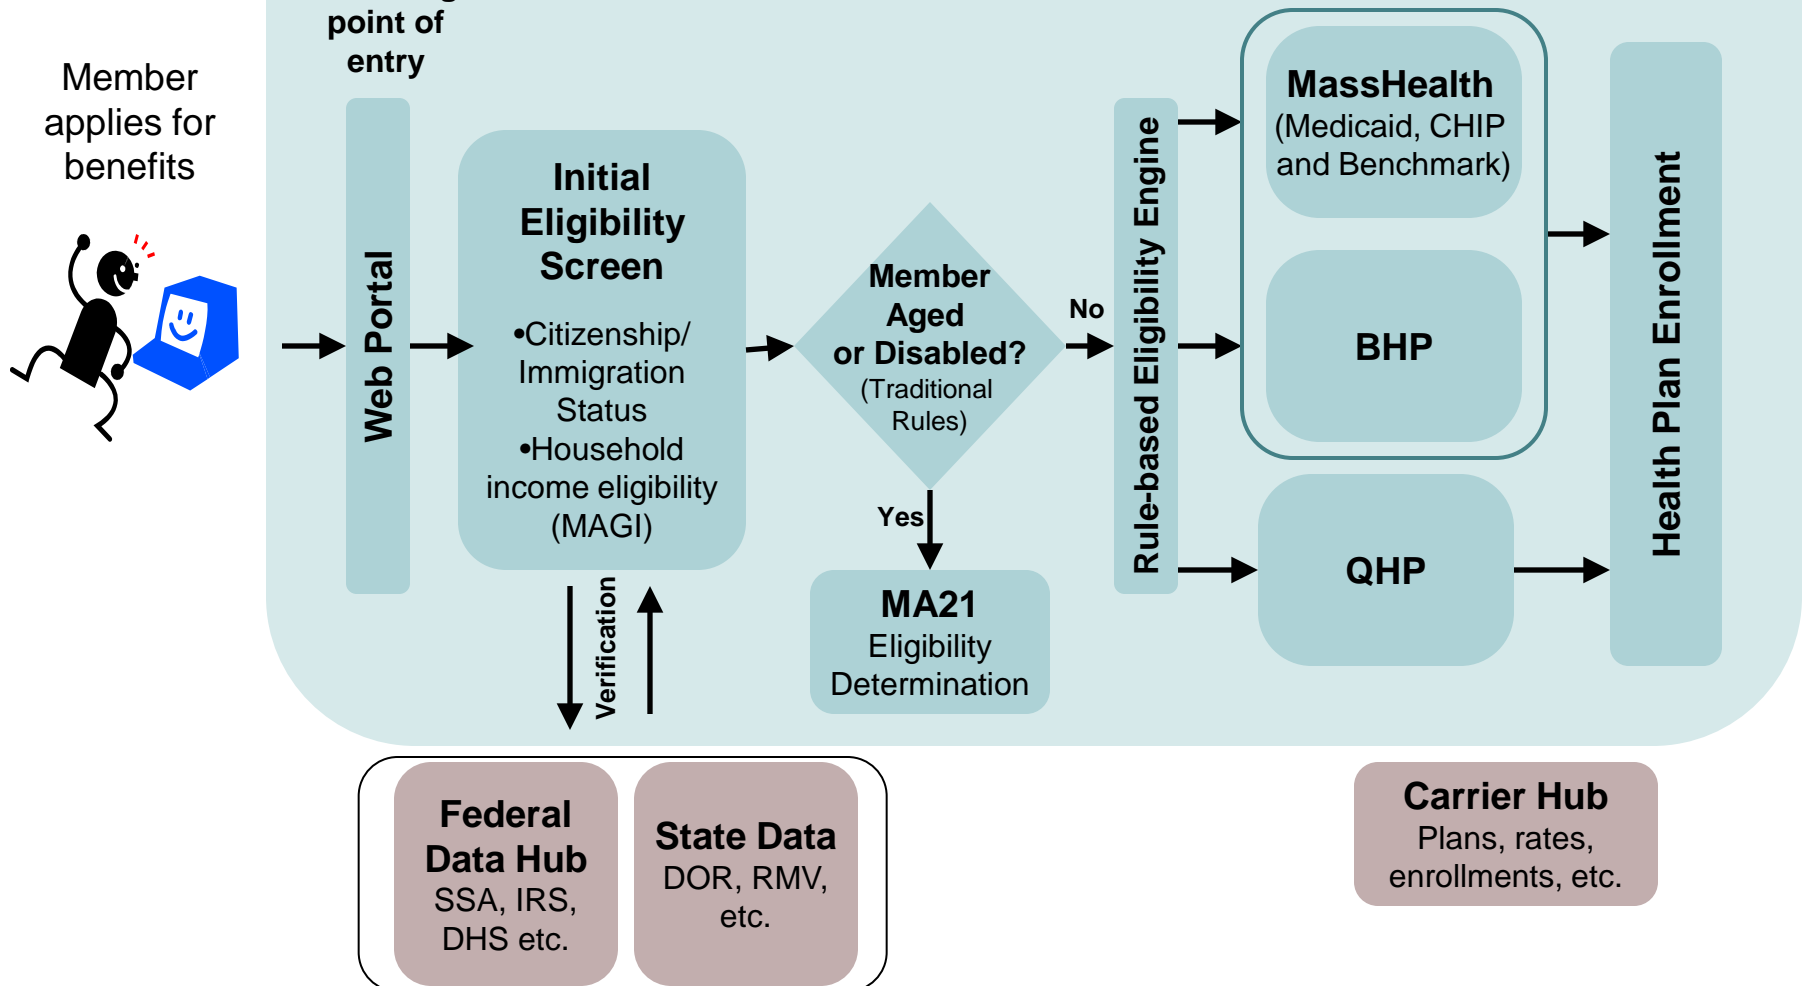 point of
entry
Member
applies for
benefits
Web Portal
Initial
Eligibility
Screen
•Citizenship/
Immigration
Status
•Household
income eligibility
(MAGI)
Verification
Member
Aged
or Disabled?
(Traditional
Rules)
No
Yes
MA21
Eligibility
Determination
Rule-based Eligibility Engine
MassHealth
(Medicaid, CHIP
and Benchmark)
BHP
QHP
Health Plan Enrollment
Federal
Data Hub
SSA, IRS,
DHS etc.
State Data
DOR, RMV,
etc.
Carrier Hub
Plans, rates,
enrollments, etc.